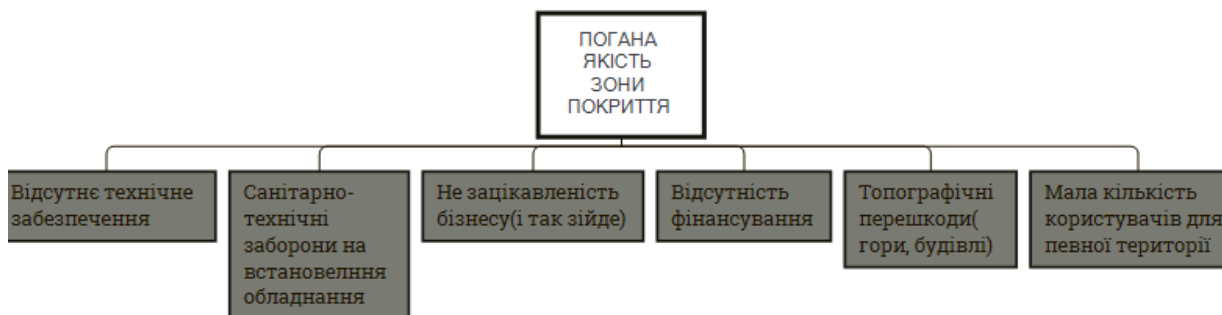 ПОГАНА
ЯКІСТЬ
ЗОНИ
ПОКРИТТЯ
Відсутнє технічне
забезпечення
Санітарно-
технічні
заборони на
встановелння
обладнання
Не зацікавленість
бізнесу(і так зійде)
Відсутність
фінансування
Топографічні
перешкоди(
гори, будівлі)
Мала кількість
користувачів для
певної території